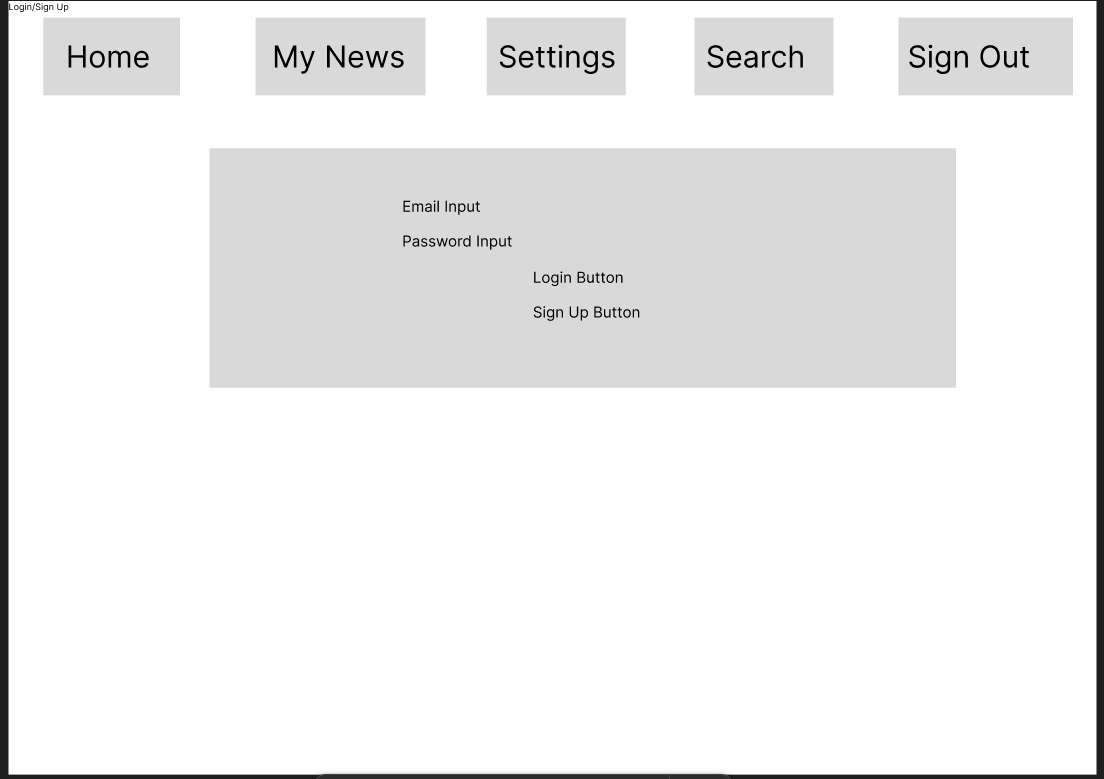 Login/Sign Up
Home
My News
Settings
Search
Sign Out
Email Input
Password Input
Login Button
Sign Up Button